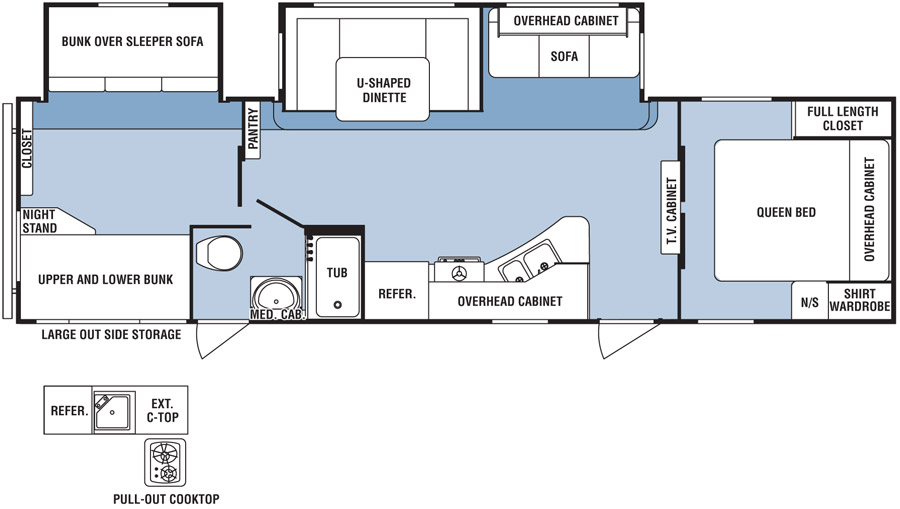 BUNK OVER SLEEPER SOFA
U-SHAPED
DINETTE
OVERHEAD CABINET
SOFA
CLOSET
PANTRY
FULL LENGTH
CLOSET
NIGHT
STAND
UPPER AND LOWER BUNK
T.V. CABINET
QUEEN BED
OVERHEAD CABINET
TUB
REFER.
OVERHEAD CABINET
MED. CAB.
N/S
SHIRT
WARDROBE
LARGE OUT SIDE STORAGE
REFER.
EXT.
C-TOP
PULL-OUT COOKTOP